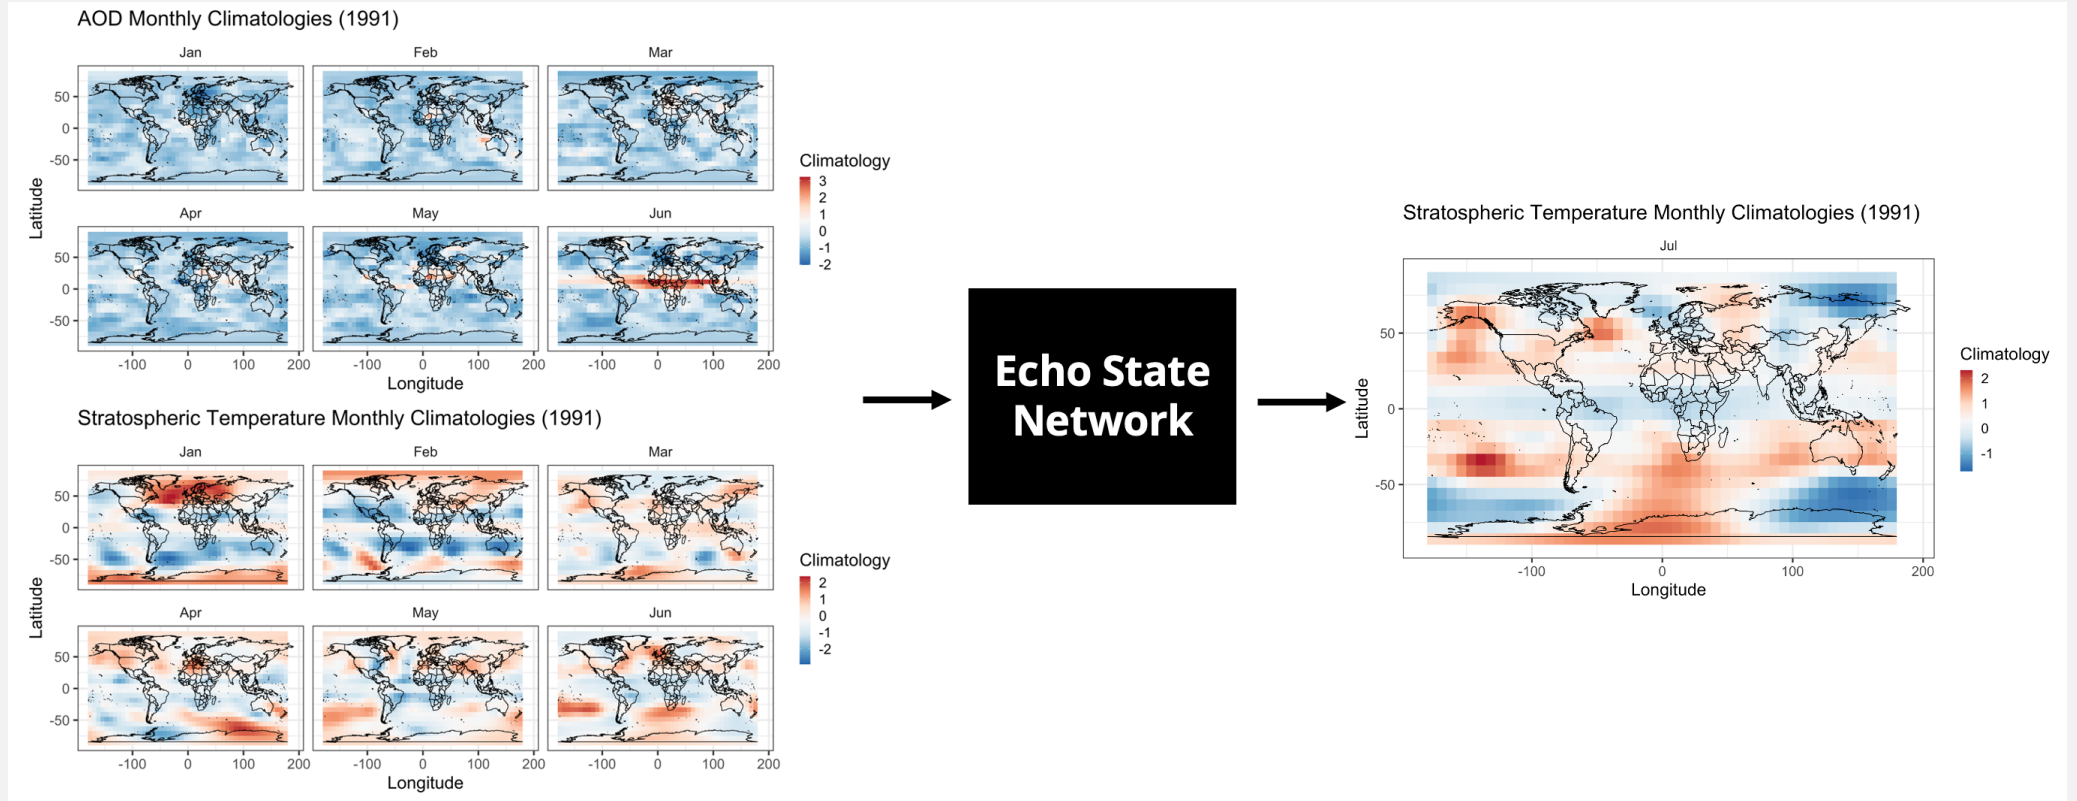 AOD Monthly Climatologies (1991)
Jan
Feb
Mar
50
0
-50
Apr
May
Jun
50
0
-50
Latitude
-100 0 100 200
-100 0 100 200
-100 0 100 200
Longitude
Climatology
3
2
1
0
-1
-2
Stratospheric Temperature Monthly Climatologies (1991)
Jan
Feb
Mar
50
0
-50
Apr
May
Jun
50
0
-50
Latitude
-100 0 100 200
-100 0 100 200
-100 0 100 200
Longitude
Climatology
2
1
0
-1
-2
Echo State
Network
Stratospheric Temperature Monthly Climatologies (1991)
Jul
50
0
-50
Latitude
-100 0 100 200
Longitude
Climatology
2
1
0
-1